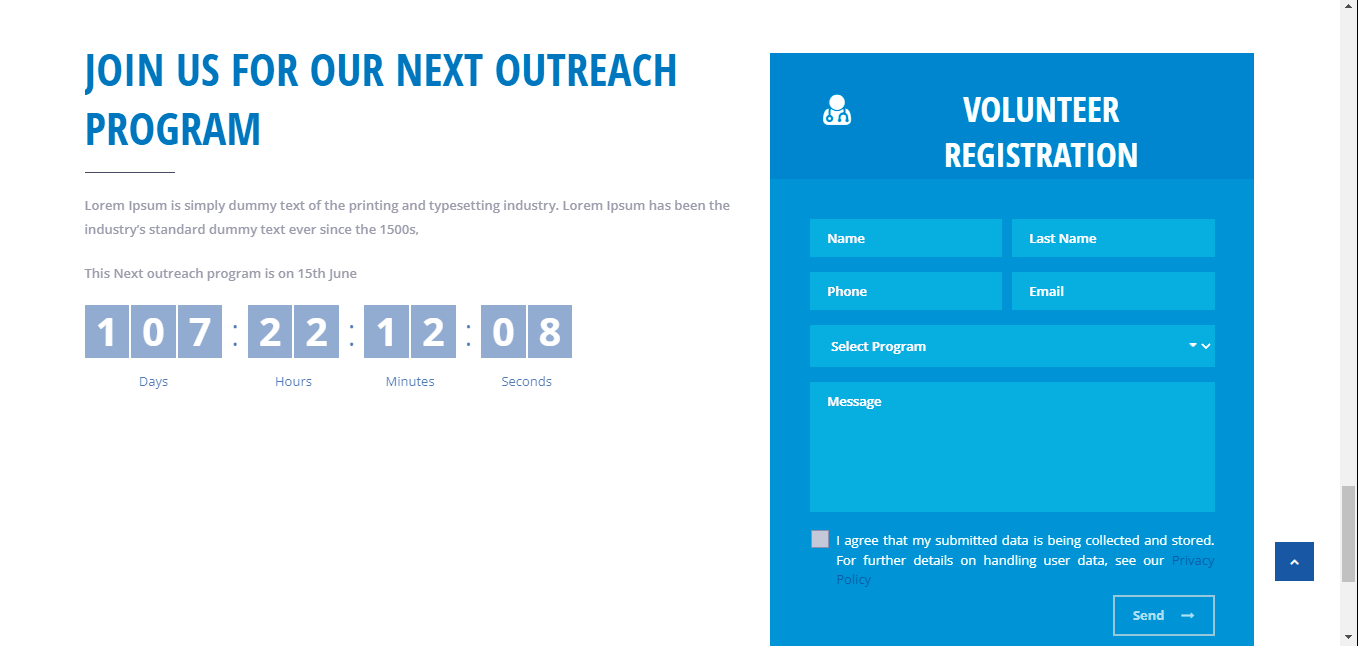 JOIN US FOR OUR NEXT OUTREACH
PROGRAM
Lorem Ipsum is simply dummy text of the printing and typesetting industry. Lorem Ipsum has been the
industry’s standard dummy text ever since the 1500s,
This Next outreach program is on 15th June
107 : 22 : 12 : 08
Days Hours Minutes Seconds
VOLUNTEER
REGISTRATION
Name Last Name
Phone Email
Select Program
Message
I agree that my submitted data is being collected and stored.
For further details on handling user data, see our Privacy
Policy
Send